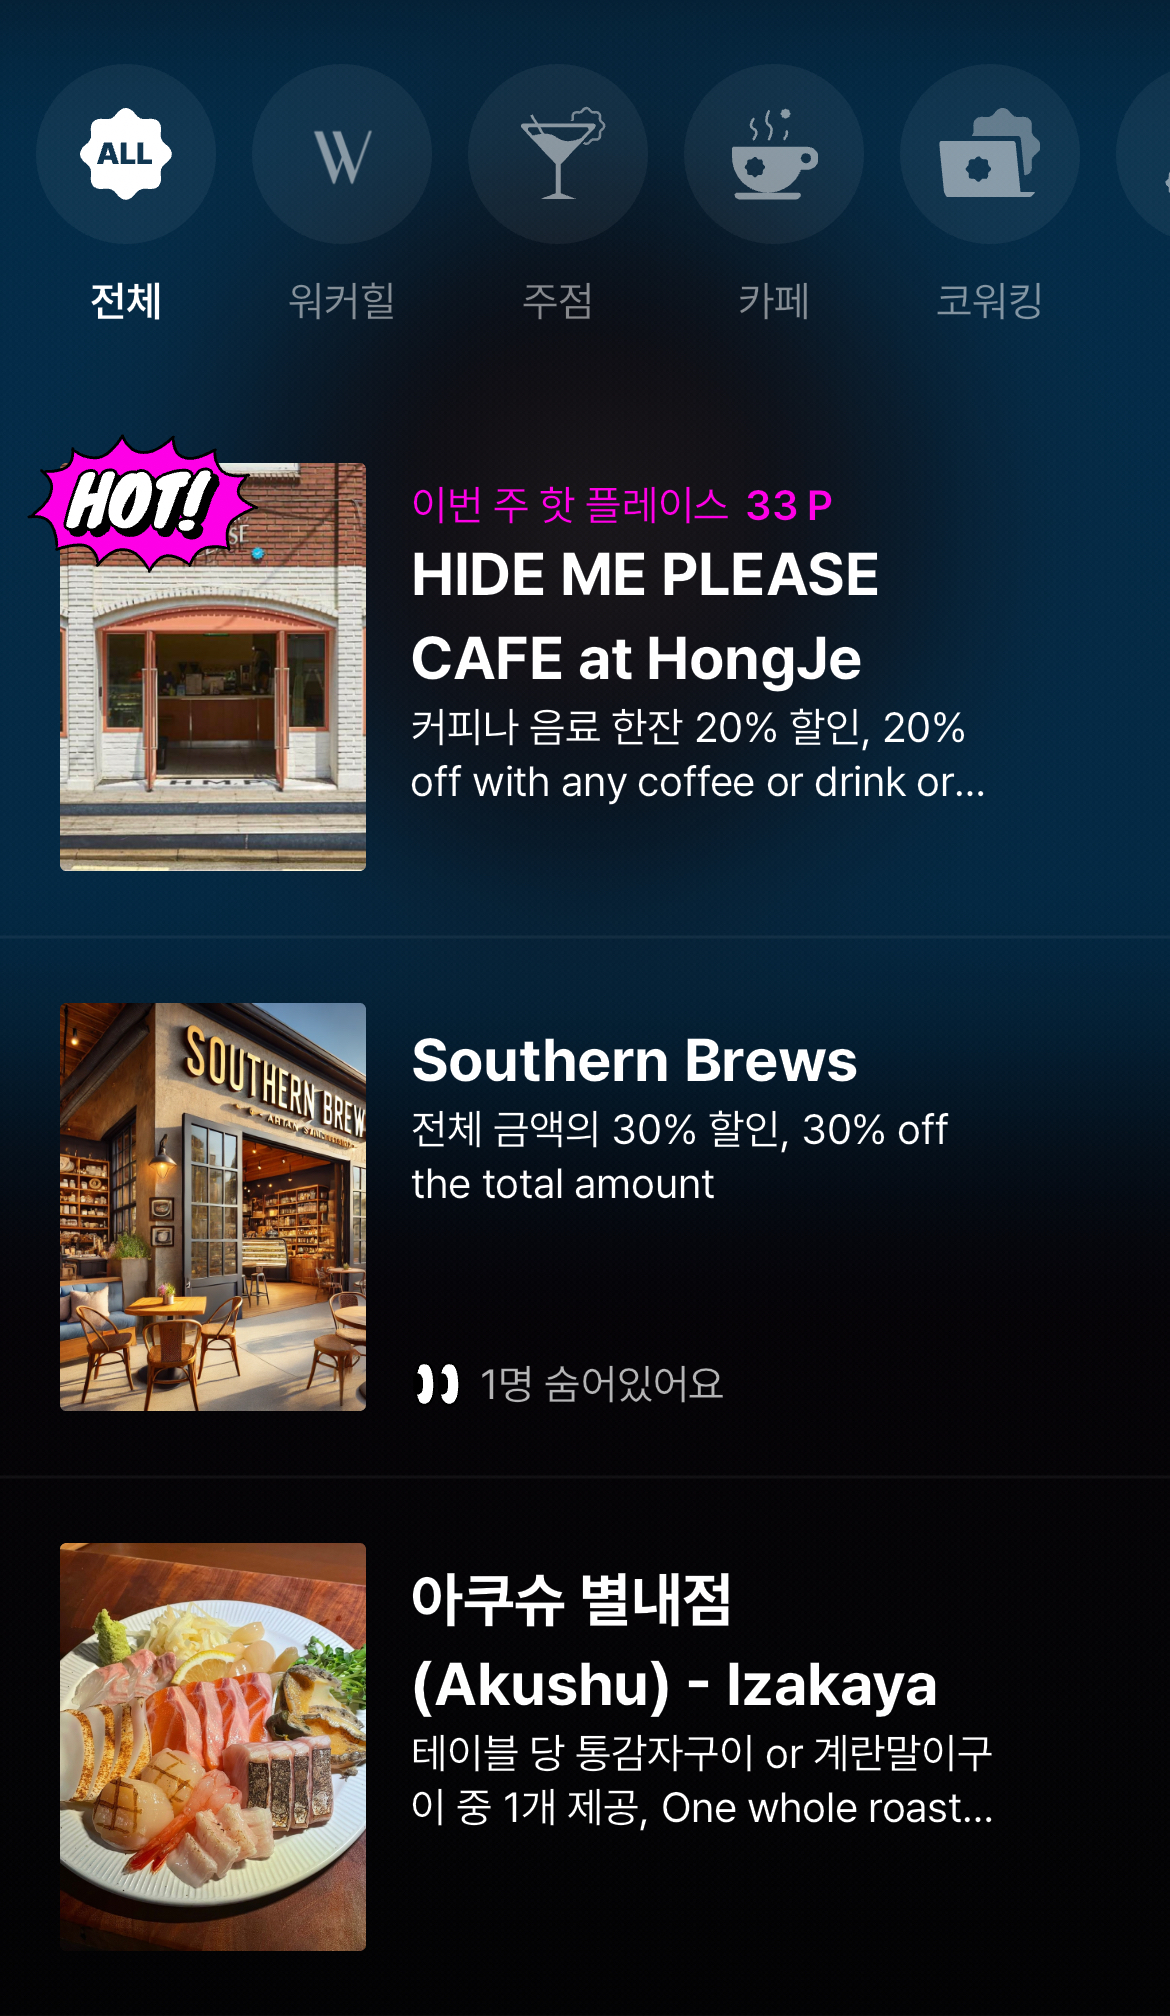 ALL
W
전체
워커힐
주점
카페
코워킹
HOT!
이번 주 핫 플레이스 33 P
HIDE ME PLEASE
CAFE at HongJe
커피나 음료 한잔 20% 할인, 20%
off with any coffee or drink or...
SOUTHERN BREW
Southern Brews
전체 금액의 30% 할인, 30% off
the total amount
1명 숨어있어요
아쿠슈 별내점
(Akushu) - Izakaya
테이블 당 통감자구이 or 계란말이구
이 중 1개 제공, One whole roast...